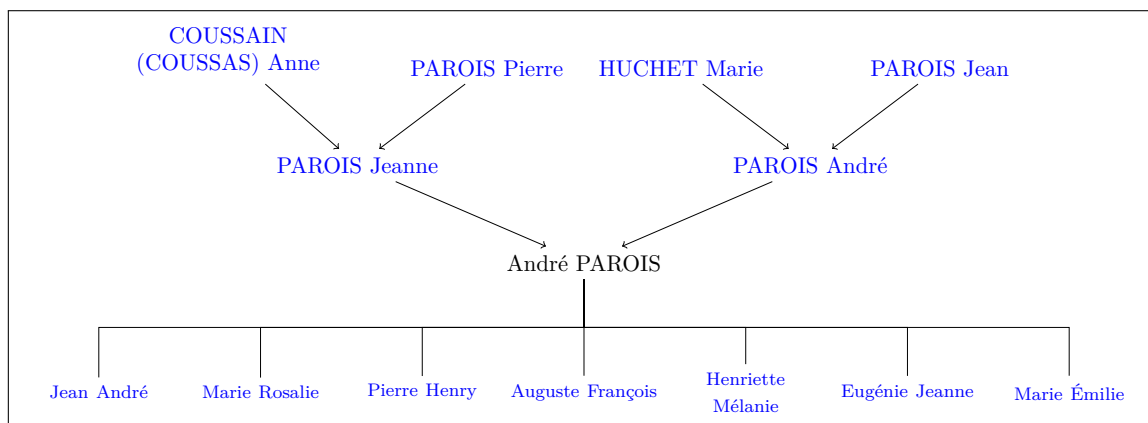 COUSSAIN
(COUSSAS) Anne
PAROIS Pierre
HUCHET Marie
PAROIS Jean
PAROIS Jeanne
PAROIS André
André PAROIS
Jean André
Marie Rosalie
Pierre Henry
Auguste François
Henriette
Mélanie
Eugénie Jeanne
Marie Émilie